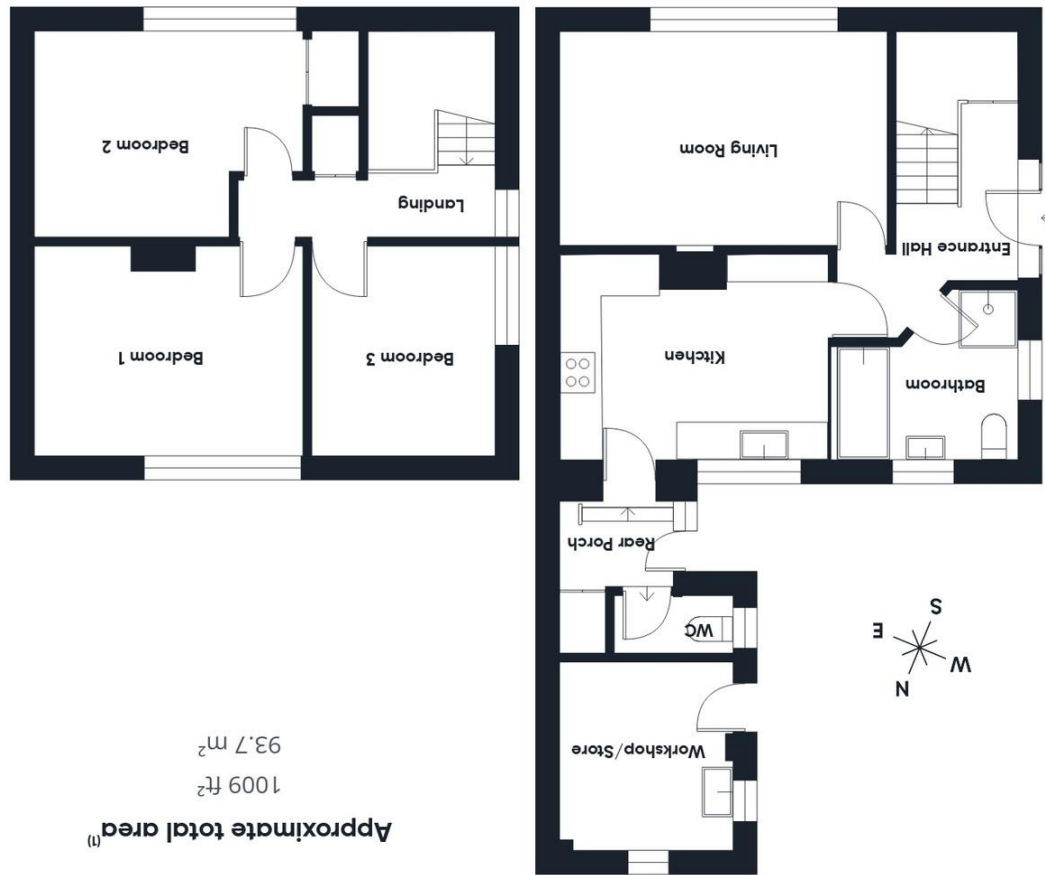 Approximate total area(1)
1009 ft²
93.7 m²
Workshop/Store
WC
Rear Porch
Bathroom
Kitchen
Entrance Hall
Living Room
Bedroom 3
Bedroom 1
Landing
Bedroom 2
N
W
E
S